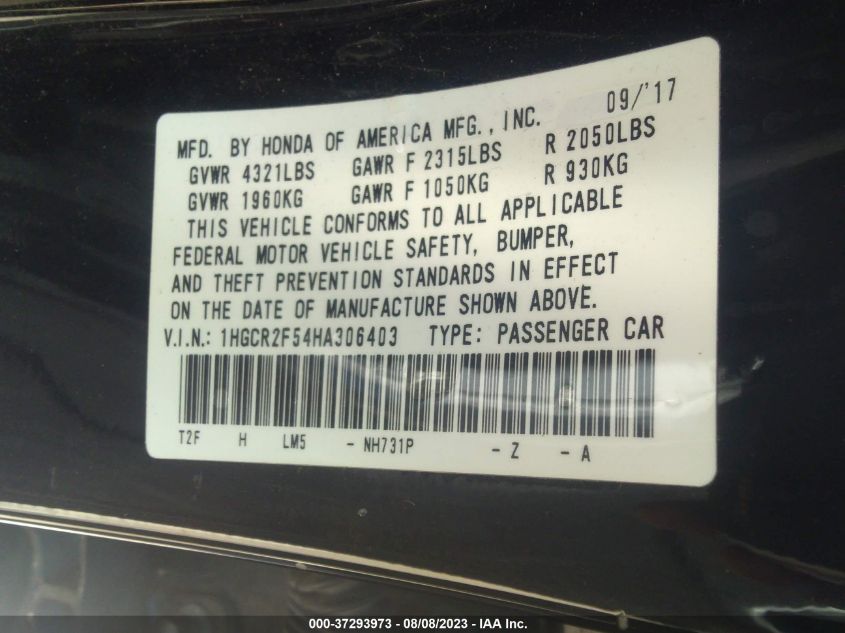 09/'17
MFD. BY HONDA OF AMERICA MFG., INC.
GVWR 4321LBS GAWR F 2315LBS R 2050LBS
GVWR 1960KG GAWR F 1050KG R 930KG
THIS VEHICLE CONFORMS TO ALL APPLICABLE
FEDERAL MOTOR VEHICLE SAFETY, BUMPER,
AND THEFT PREVENTION STANDARDS IN EFFECT
ON THE DATE OF MANUFACTURE SHOWN ABOVE.
V.I.N.: 1HGCR2F54HA306403 TYPE: PASSENGER CAR
T2F H LM5 - NH731P - Z - A
000-37293973 / 08/08/2023 - IAA Inc.